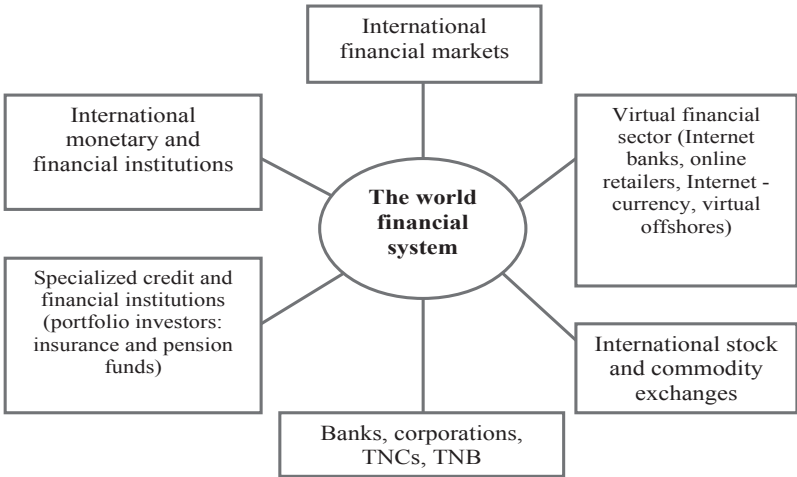 International
financial markets
International
monetary and
financial institutions
Virtual financial
sector (Internet
banks, online
retailers, Internet -
currency, virtual
offshores)
The world
financial
system
Specialized credit and
financial institutions
(portfolio investors:
insurance and pension
funds)
International stock
and commodity
exchanges
Banks, corporations,
TNCs, TNB